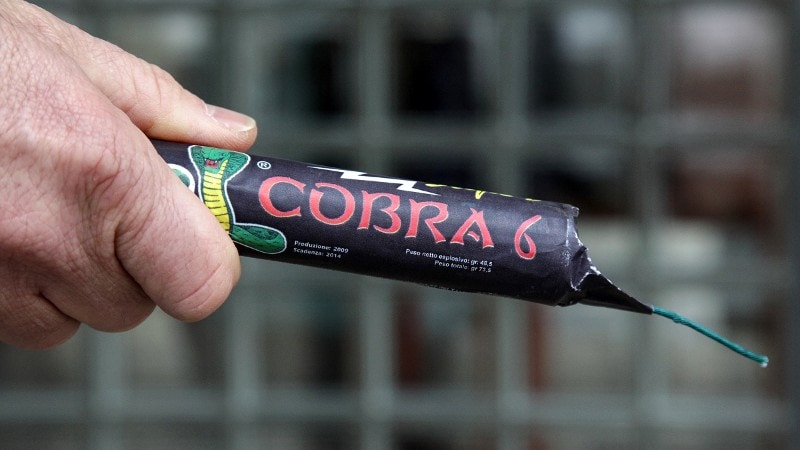 COBRA 6
®
Produzione: 2009
Scadenza: 2014
Peso netto esplosivo: gr. 48,5
Peso totale: gr. 73,5